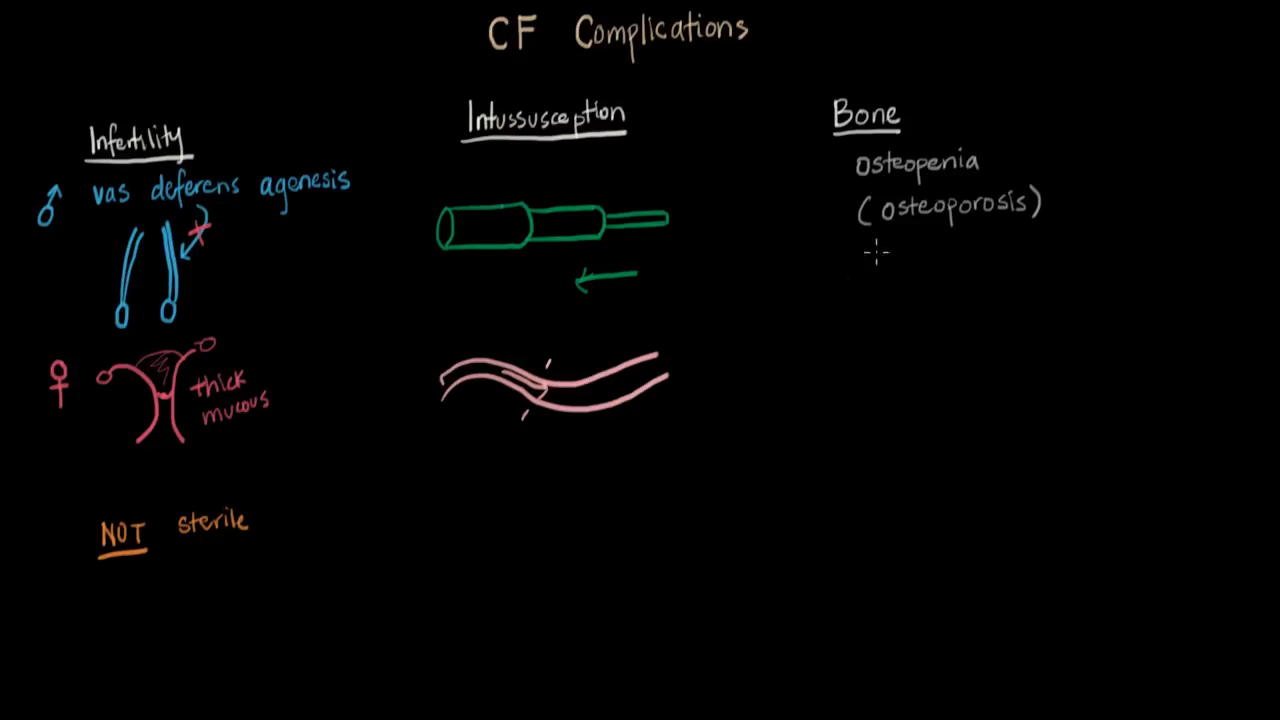 CF Complications
Infertility
♂ vas deferens agenesis
♀ thick
mucous
NOT sterile
Intussusception
Bone
osteopenia
(osteoporosis)